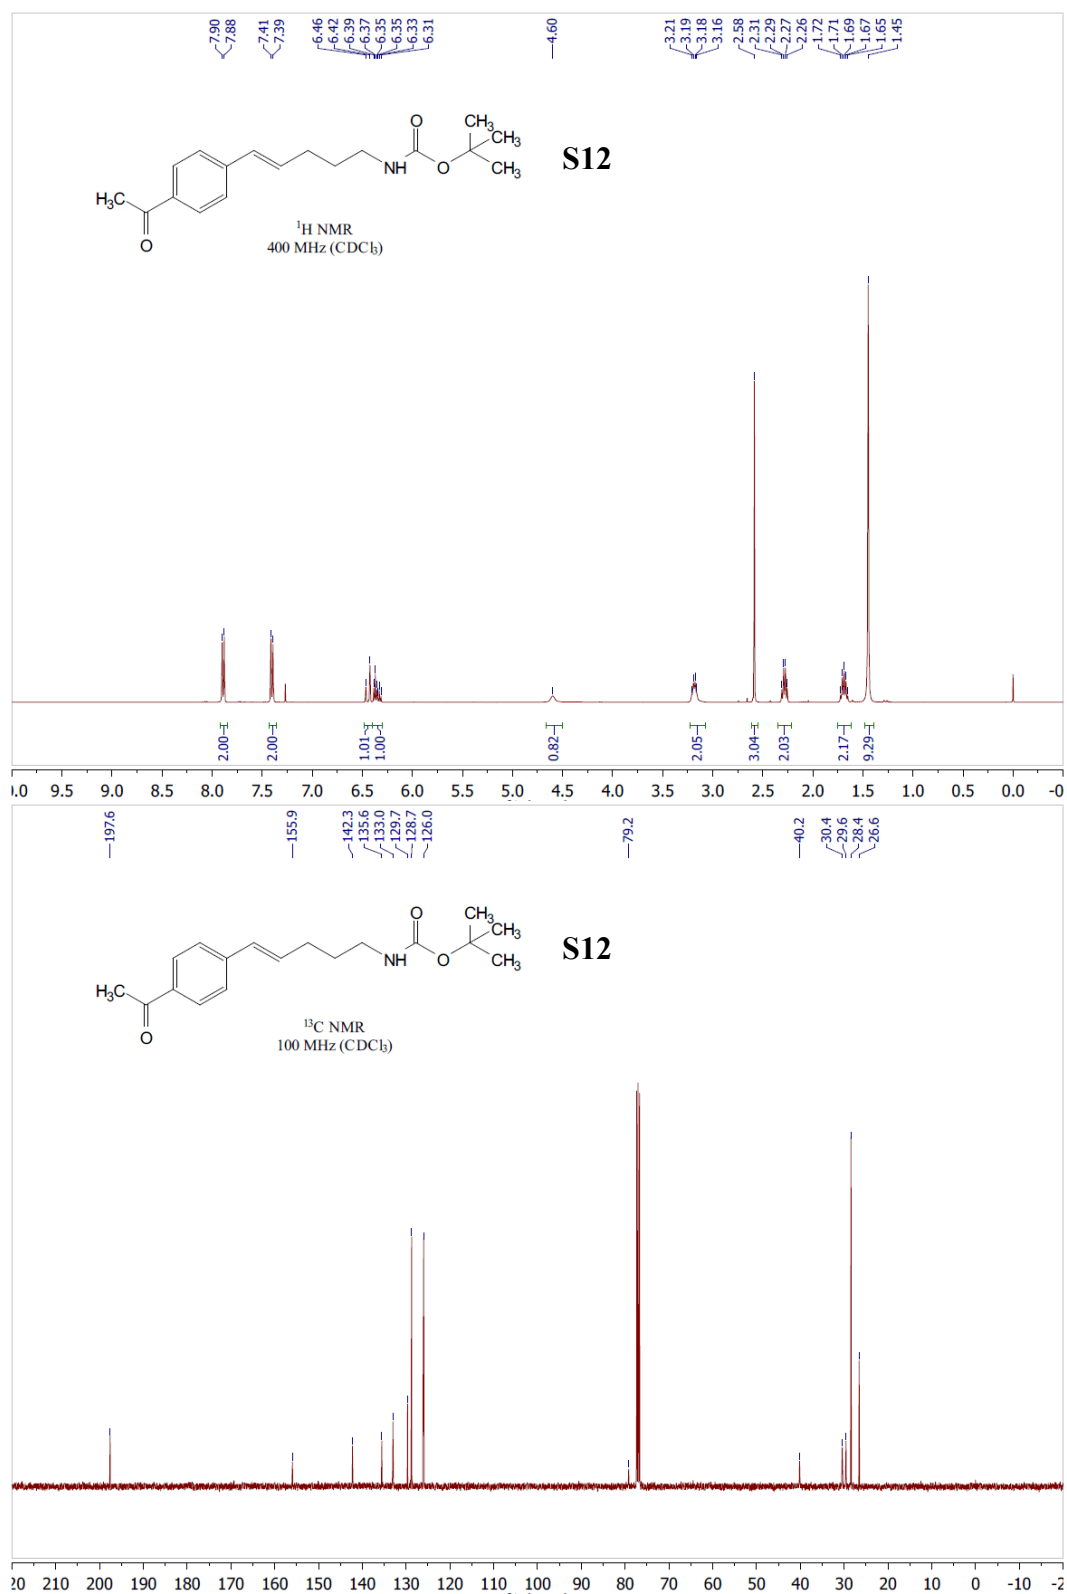 7.90 7.88 7.41 7.39 6.46 6.42 6.39 6.37 6.35 6.35 6.33 6.31 4.60 3.21 3.19 3.18 3.16 2.58 2.31 2.29 2.27 2.26 1.72 1.71 1.69 1.67 1.65 1.45
O CH₃
CH₃
NH O CH₃
S12
H₃C
O
¹H NMR
400 MHz (CDCl₃)
2.00 2.00 1.01 1.00 0.82 2.05 3.04 2.03 2.17 9.29
0.0 9.5 9.0 8.5 8.0 7.5 7.0 6.5 6.0 5.5 5.0 4.5 4.0 3.5 3.0 2.5 2.0 1.5 1.0 0.5 0.0 -0
197.6 155.9 142.3 135.6 133.0 129.7 128.7 126.0 79.2 40.2 30.4 29.6 28.4 26.6
O CH₃
CH₃
NH O CH₃
S12
H₃C
O
¹³C NMR
100 MHz (CDCl₃)
20 210 200 190 180 170 160 150 140 130 120 110 100 90 80 70 60 50 40 30 20 10 0 -10 -2